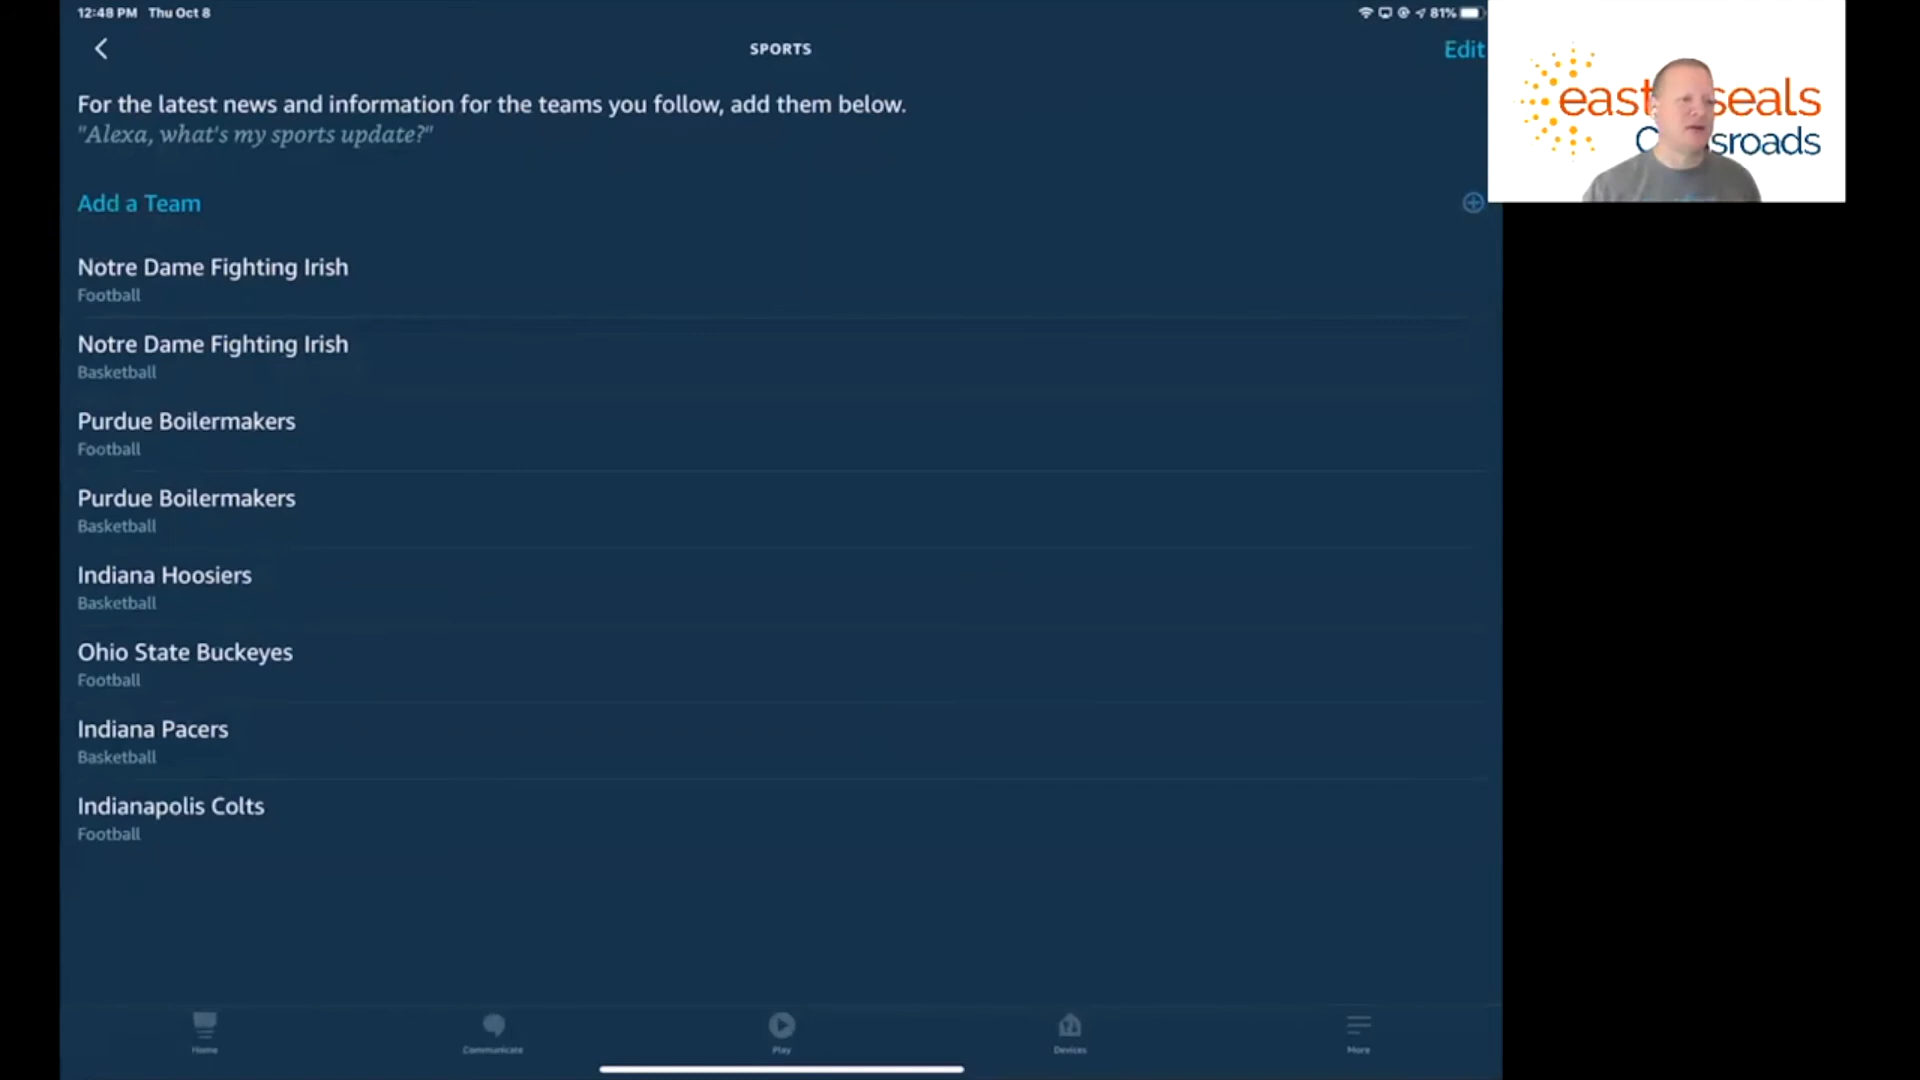 12:48 PM Thu Oct 8
81%
SPORTS
Edit
For the latest news and information for the teams you follow, add them below.
"Alexa, what's my sports update?"
Add a Team
Notre Dame Fighting Irish
Football
Notre Dame Fighting Irish
Basketball
Purdue Boilermakers
Football
Purdue Boilermakers
Basketball
Indiana Hoosiers
Basketball
Ohio State Buckeyes
Football
Indiana Pacers
Basketball
Indianapolis Colts
Football
Home
Communicate
Play
Devices
More
east seals
C sroads